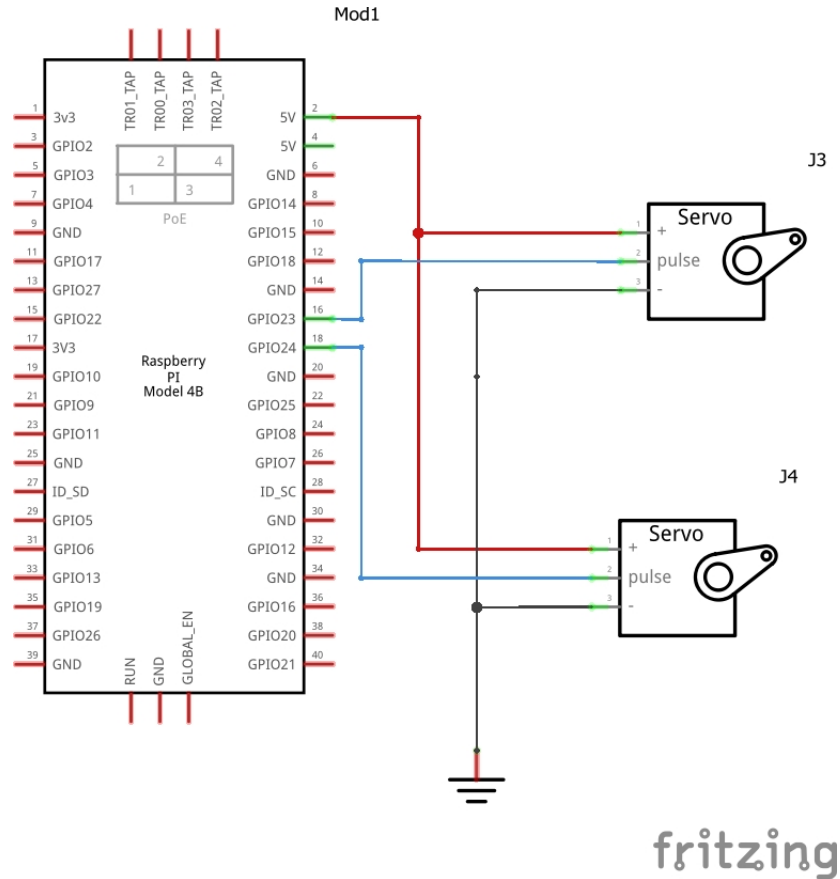 Mod1
TR01_TAP
TR00_TAP
TR03_TAP
TR02_TAP
1 3v3 5V 2
3 GPIO2 5V 4
5 GPIO3 GND 6
7 GPIO4 GPIO14 8
9 GND GPIO15 10
11 GPIO17 GPIO18 12
13 GPIO27 GND 14
15 GPIO22 GPIO23 16
17 3V3 GPIO24 18
19 GPIO10 GND 20
21 GPIO9 GPIO25 22
23 GPIO11 GPIO8 24
25 GND GPIO7 26
27 ID_SD ID_SC 28
29 GPIO5 GND 30
31 GPIO6 GPIO12 32
33 GPIO13 GND 34
35 GPIO19 GPIO16 36
37 GPIO26 GPIO20 38
39 GND GPIO21 40
2 4
1 3
PoE
Raspberry
PI
Model 4B
RUN
GND
GLOBAL_EN
J3
Servo
1 +
2 pulse
3 -
J4
Servo
1 +
2 pulse
3 -
fritzing